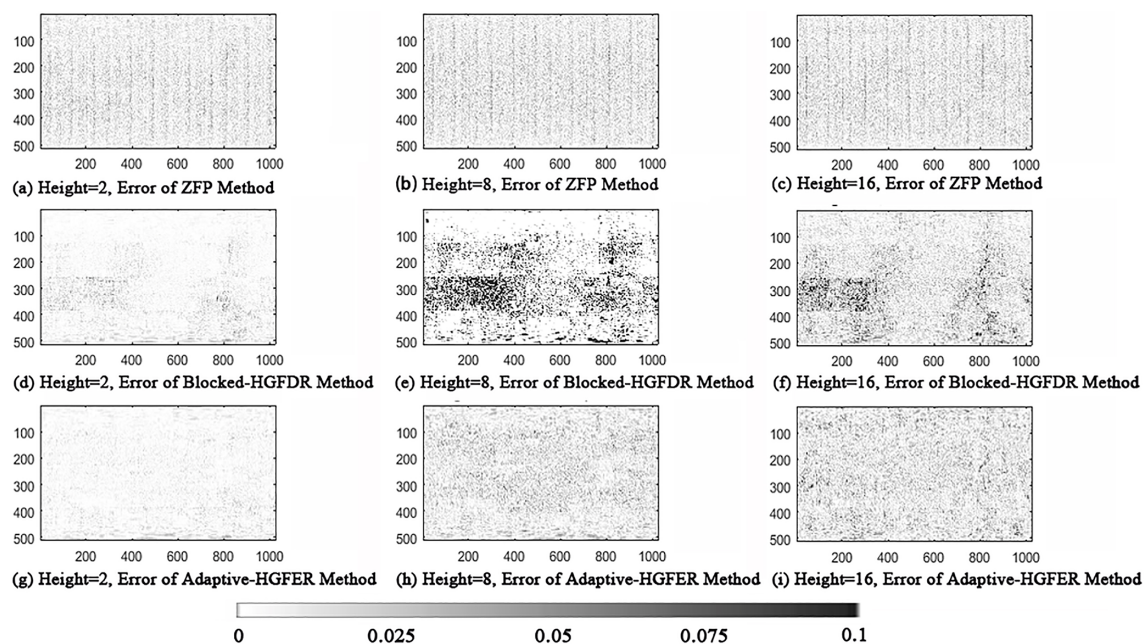 100 100 100
200 200 200
300 300 300
400 400 400
500 500 500
200 400 600 800 1000 200 400 600 800 1000 200 400 600 800 1000
(a) Height=2, Error of ZFP Method (b) Height=8, Error of ZFP Method (c) Height=16, Error of ZFP Method
100 100 100
200 200 200
300 300 300
400 400 400
500 500 500
200 400 600 800 1000 200 400 600 800 1000 200 400 600 800 1000
(d) Height=2, Error of Blocked-HGFDR Method (e) Height=8, Error of Blocked-HGFDR Method (f) Height=16, Error of Blocked-HGFDR Method
100 100 100
200 200 200
300 300 300
400 400 400
500 500 500
200 400 600 800 1000 200 400 600 800 1000 200 400 600 800 1000
(g) Height=2, Error of Adaptive-HGFER Method (h) Height=8, Error of Adaptive-HGFER Method (i) Height=16, Error of Adaptive-HGFER Method
0 0.025 0.05 0.075 0.1